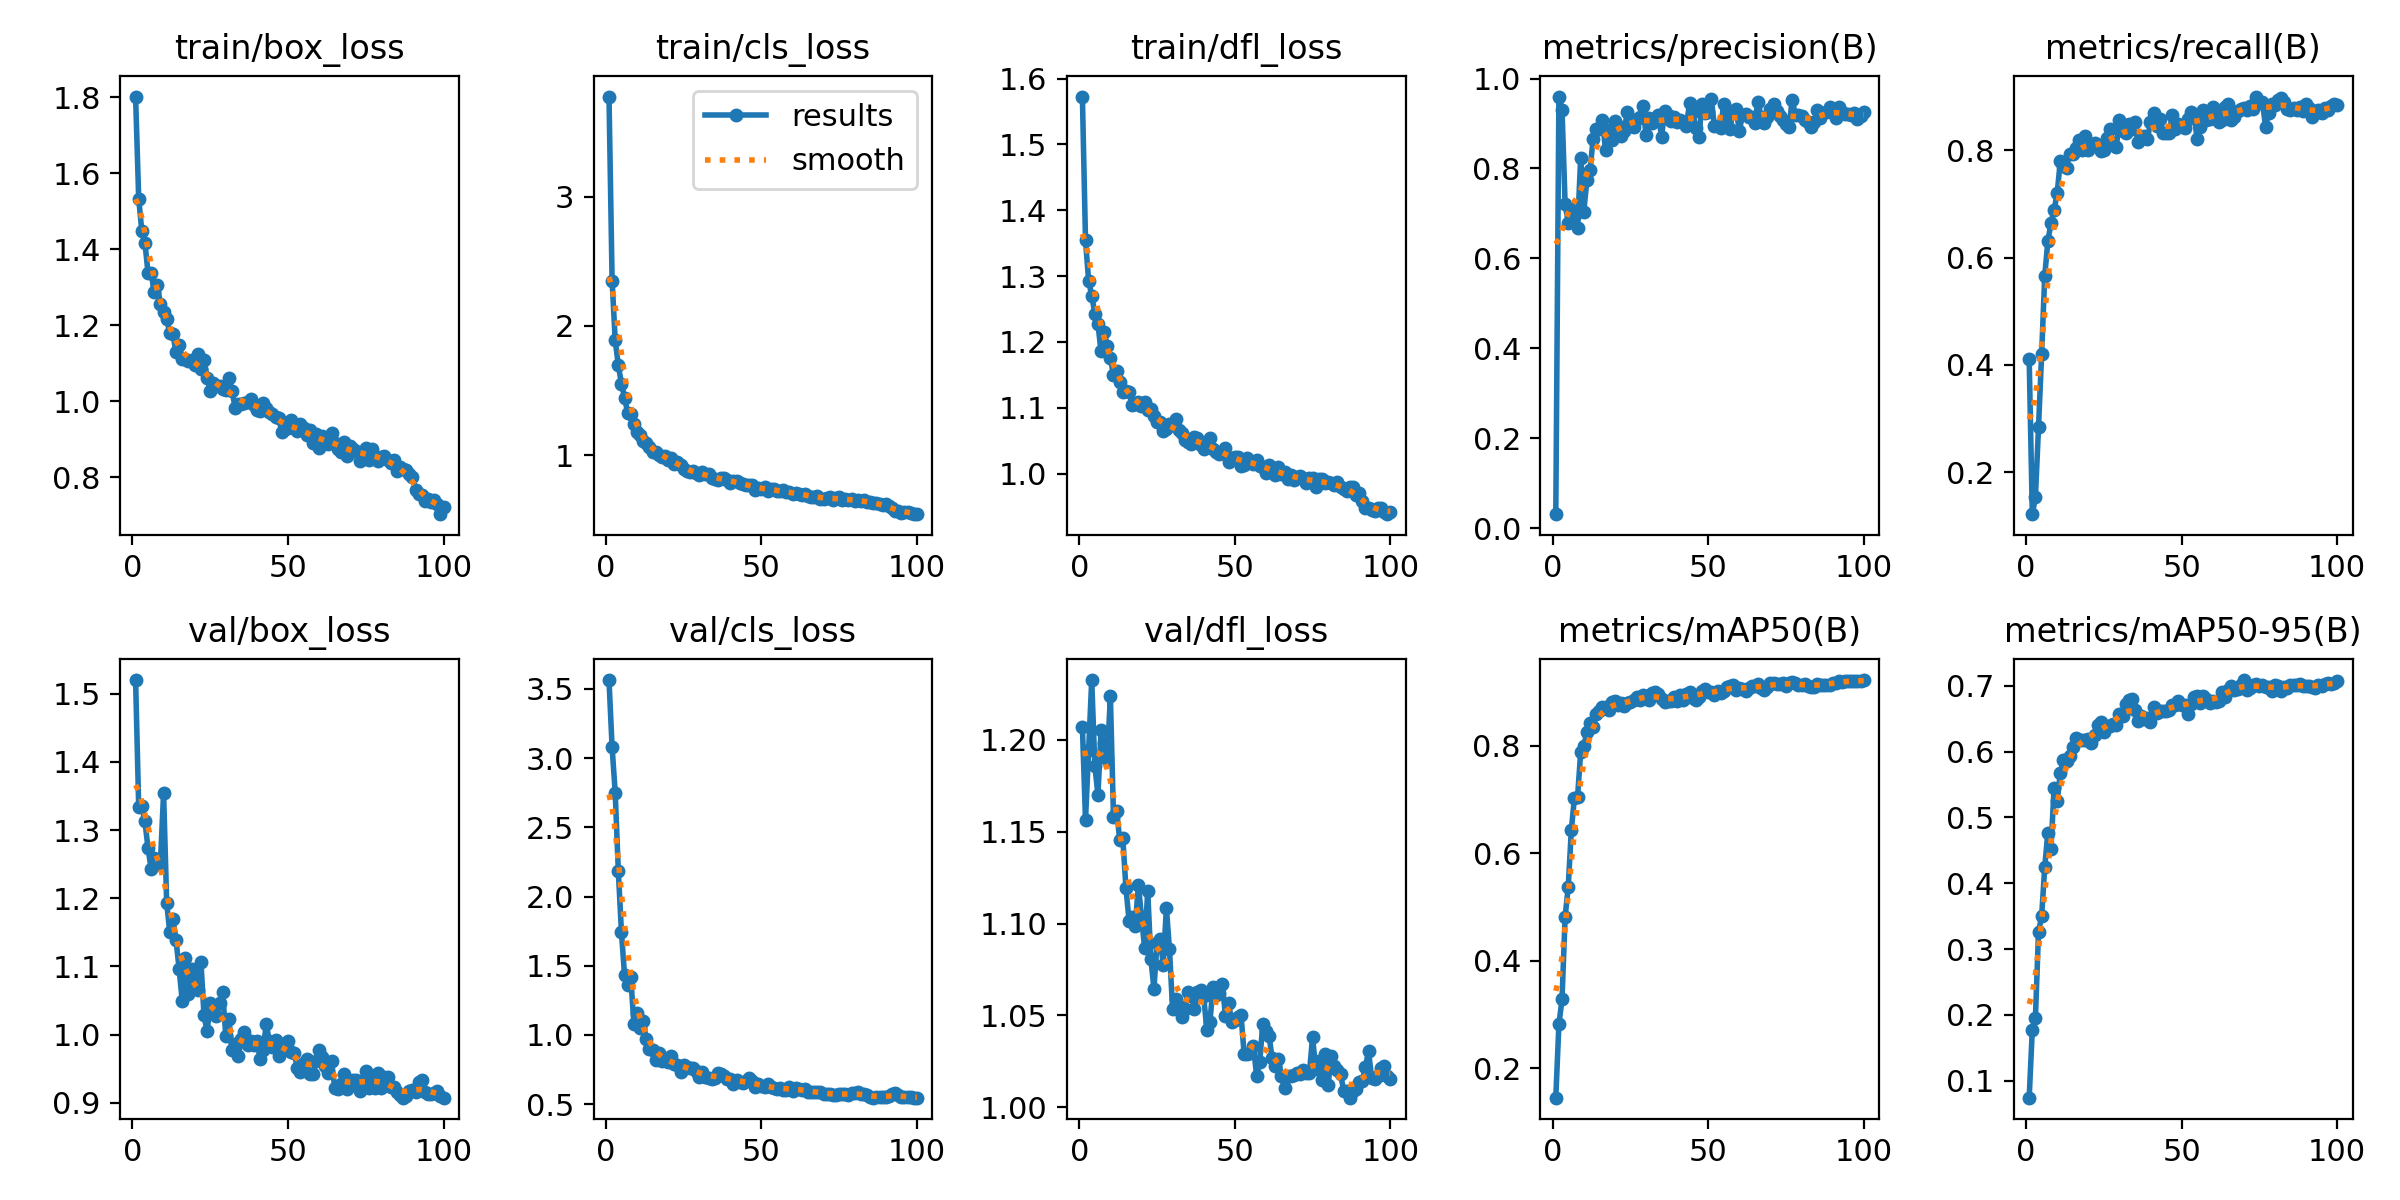 train/box_loss
1.8
1.6
1.4
1.2
1.0
0.8
0 50 100
train/cls_loss
results
smooth
3
2
1
0 50 100
train/dfl_loss
1.6
1.5
1.4
1.3
1.2
1.1
1.0
0 50 100
metrics/precision(B)
1.0
0.8
0.6
0.4
0.2
0.0
0 50 100
metrics/recall(B)
0.8
0.6
0.4
0.2
0 50 100
val/box_loss
1.5
1.4
1.3
1.2
1.1
1.0
0.9
0 50 100
val/cls_loss
3.5
3.0
2.5
2.0
1.5
1.0
0.5
0 50 100
val/dfl_loss
1.20
1.15
1.10
1.05
1.00
0 50 100
metrics/mAP50(B)
0.8
0.6
0.4
0.2
0 50 100
metrics/mAP50-95(B)
0.7
0.6
0.5
0.4
0.3
0.2
0.1
0 50 100